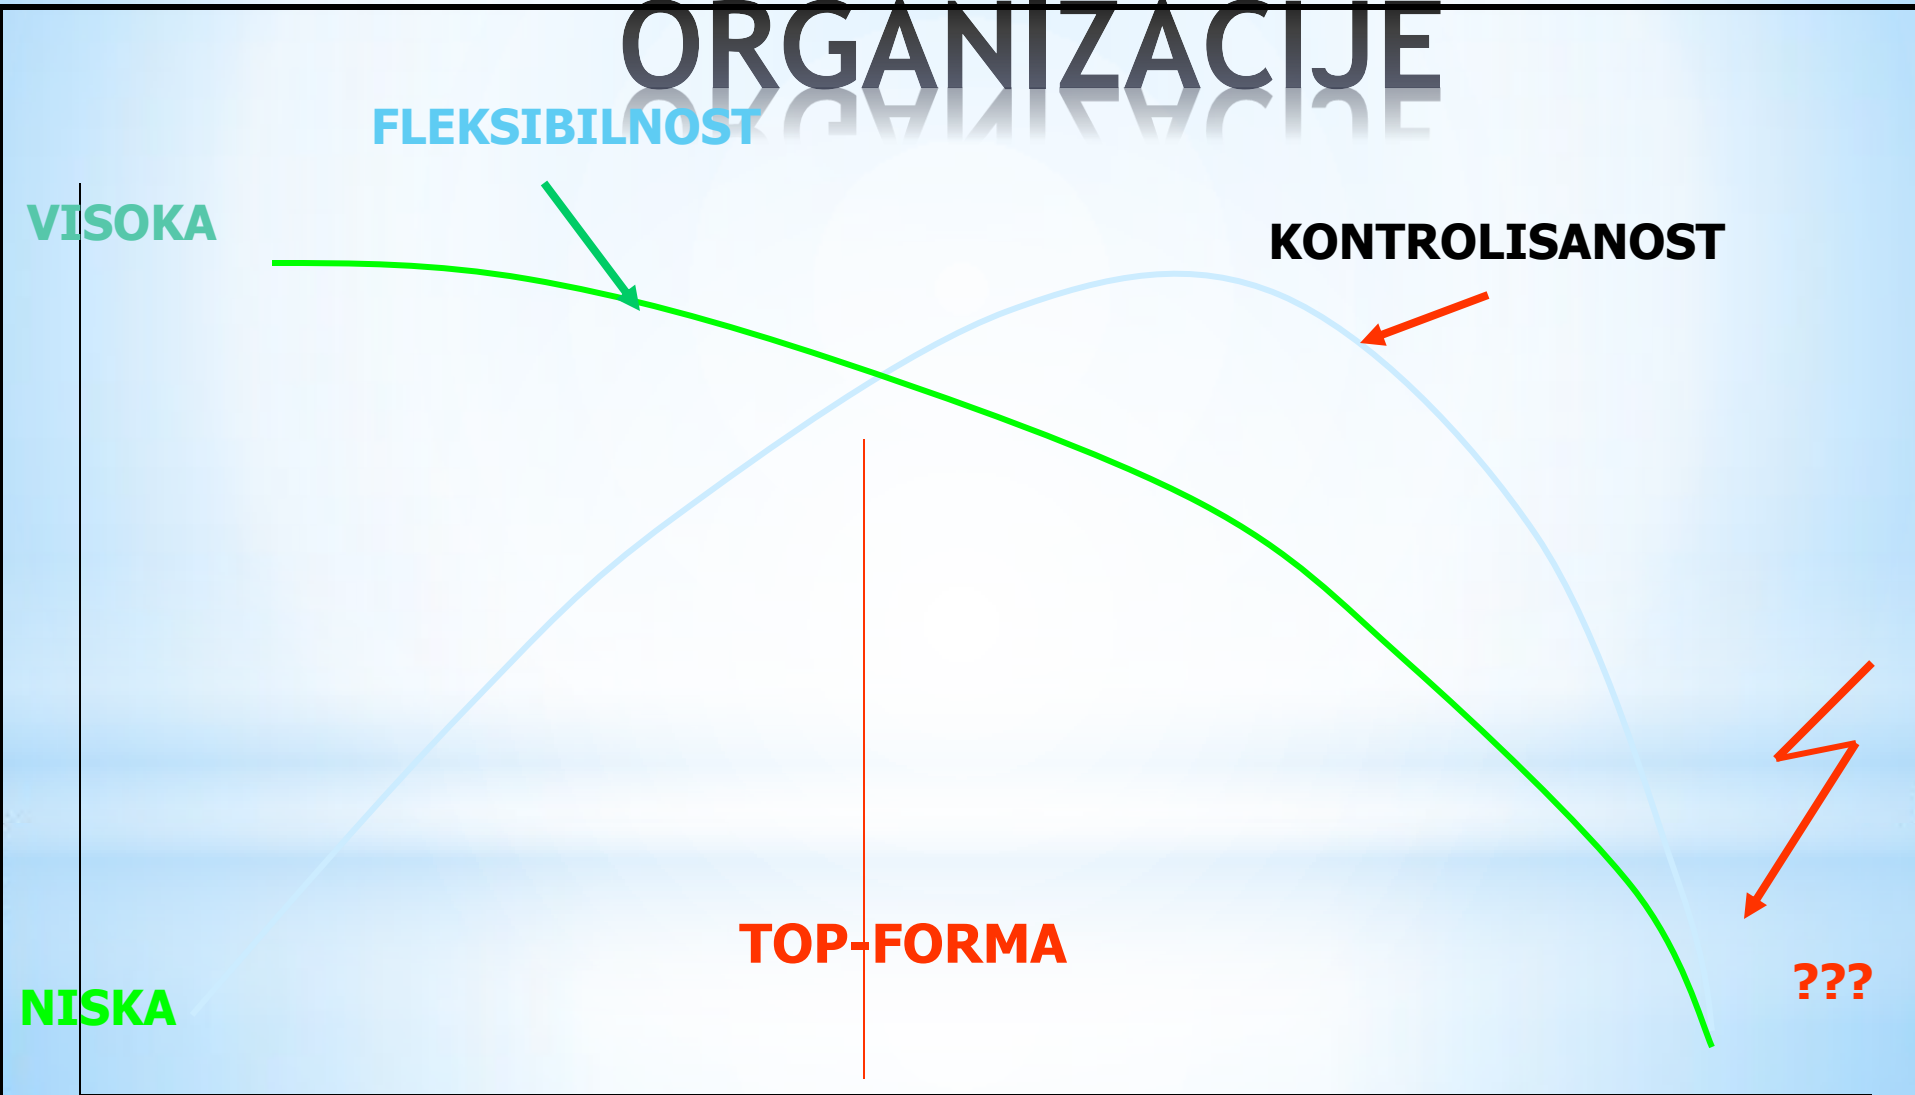 ORGANIZACIJE
FLEKSIBILNOST
VISOKA
KONTROLISANOST
TOP-FORMA
???
NISKA